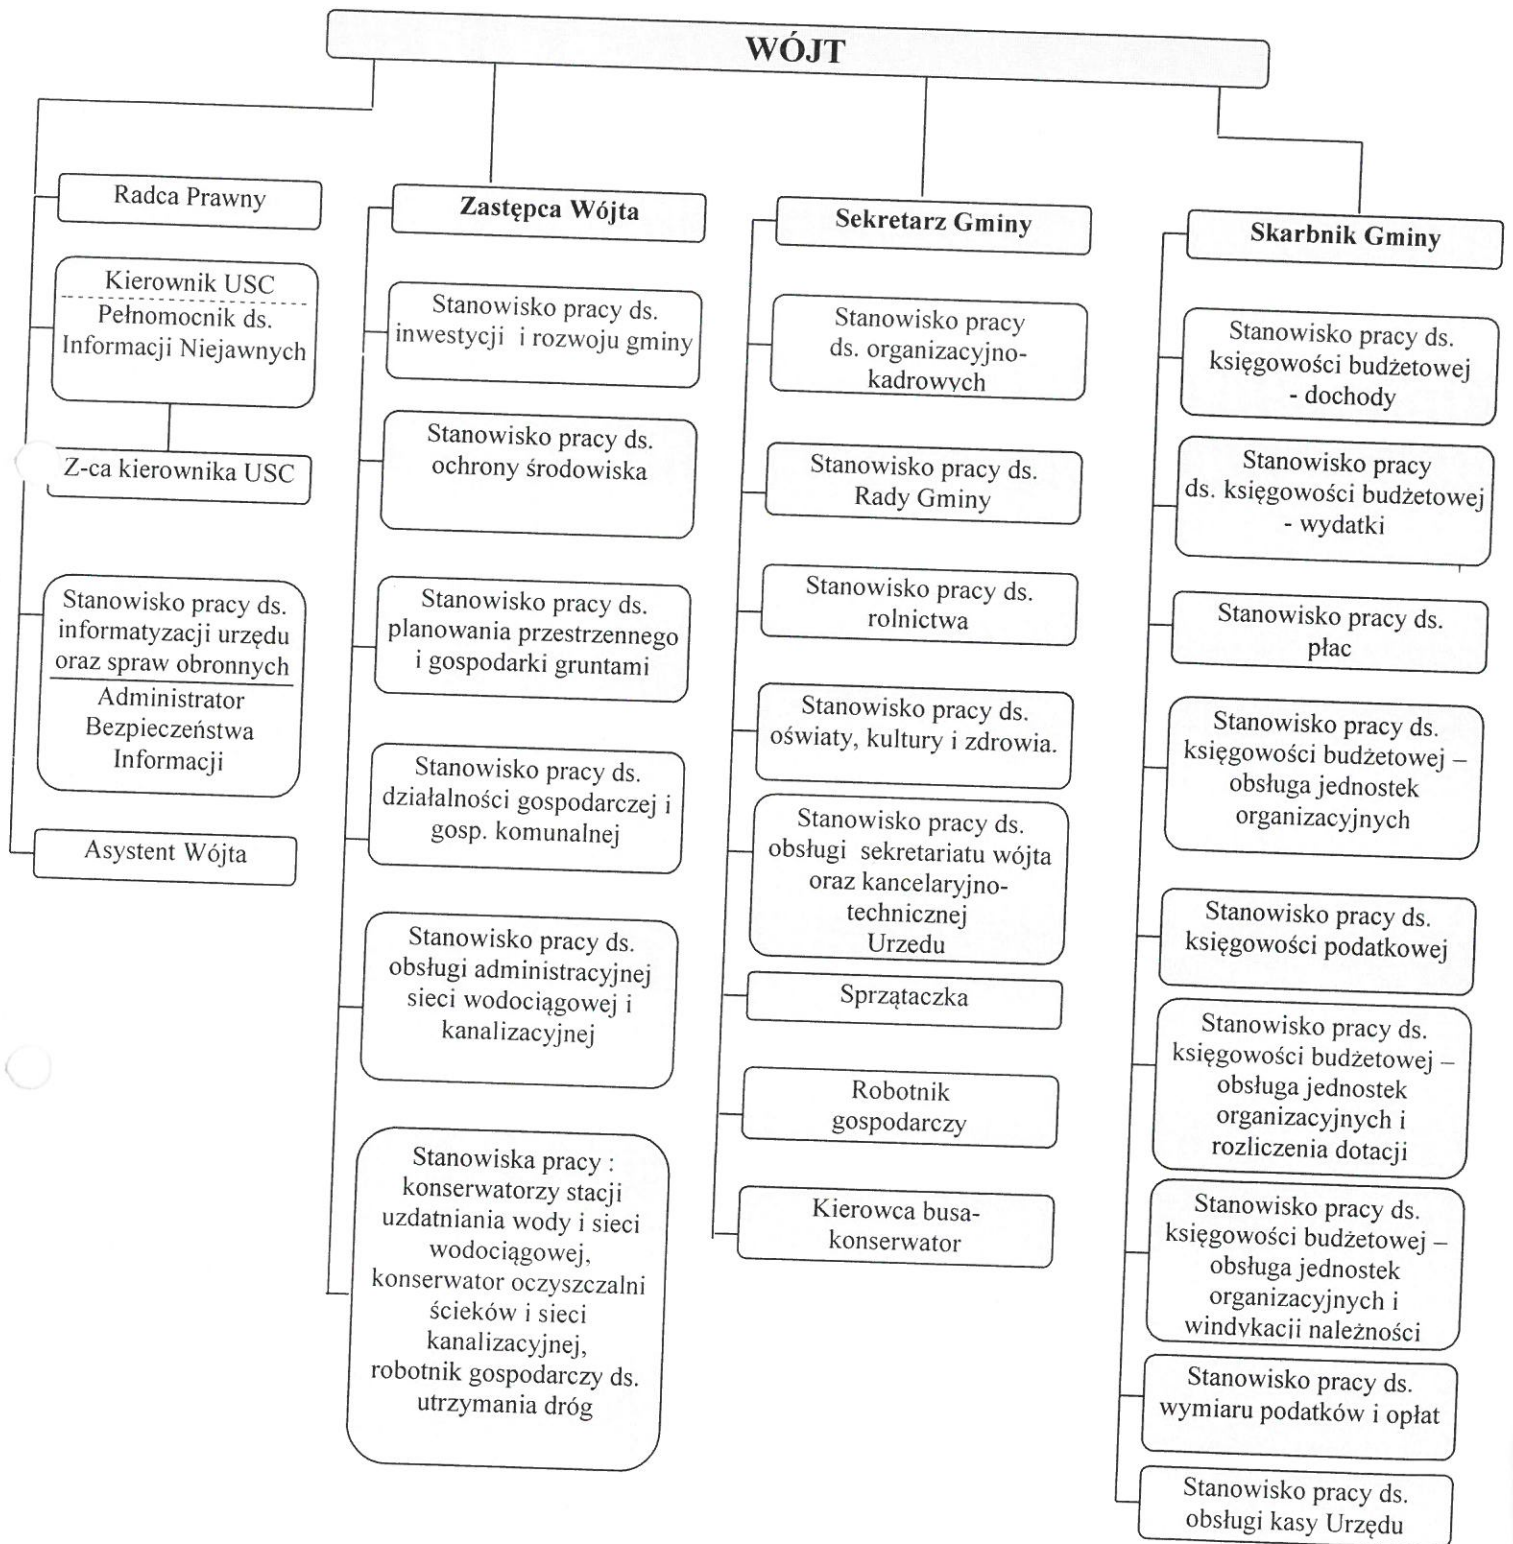 WÓJT
Radca Prawny
Kierownik USC
Pełnomocnik ds.
Informacji Niejawnych
Z-ca kierownika USC
Stanowisko pracy ds.
informatyzacji urzędu
oraz spraw obronnych
Administrator
Bezpieczeństwa
Informacji
Asystent Wójta
Zastępca Wójta
Stanowisko pracy ds.
inwestycji i rozwoju gminy
Stanowisko pracy ds.
ochrony środowiska
Stanowisko pracy ds.
planowania przestrzennego
i gospodarki gruntami
Stanowisko pracy ds.
działalności gospodarczej i
gosp. komunalnej
Stanowisko pracy ds.
obsługi administracyjnej
sieci wodociągowej i
kanalizacyjnej
Stanowiska pracy :
konserwatorzy stacji
uzdatniania wody i sieci
wodociągowej,
konserwator oczyszczalni
ścieków i sieci
kanalizacyjnej,
robotnik gospodarczy ds.
utrzymania dróg
Sekretarz Gminy
Stanowisko pracy
ds. organizacyjno-
kadrowych
Stanowisko pracy ds.
Rady Gminy
Stanowisko pracy ds.
rolnictwa
Stanowisko pracy ds.
oświaty, kultury i zdrowia.
Stanowisko pracy ds.
obsługi sekretariatu wójta
oraz kancelaryjno-
technicznej
Urzedu
Sprzątaczka
Robotnik
gospodarczy
Kierowca busa-
konserwator
Skarbnik Gminy
Stanowisko pracy ds.
księgowości budżetowej
- dochody
Stanowisko pracy
ds. księgowości budżetowej
- wydatki
Stanowisko pracy ds.
płac
Stanowisko pracy ds.
księgowości budżetowej –
obsługa jednostek
organizacyjnych
Stanowisko pracy ds.
księgowości podatkowej
Stanowisko pracy ds.
księgowości budżetowej –
obsługa jednostek
organizacyjnych i
rozliczenia dotacji
Stanowisko pracy ds.
księgowości budżetowej –
obsługa jednostek
organizacyjnych i
windykacji należności
Stanowisko pracy ds.
wymiaru podatków i opłat
Stanowisko pracy ds.
obsługi kasy Urzędu